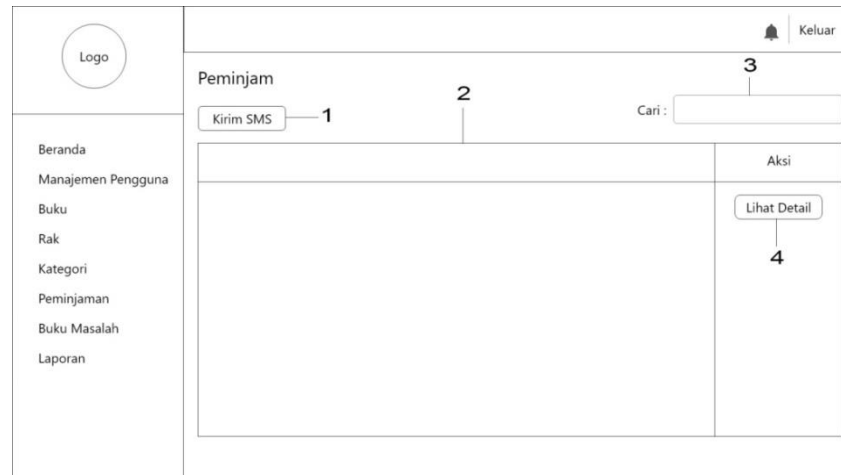 Logo
Keluar
Peminjam
3
2
Kirim SMS
1
Cari :
Beranda
Manajemen Pengguna
Buku
Rak
Kategori
Peminjaman
Buku Masalah
Laporan
Aksi
Lihat Detail
4